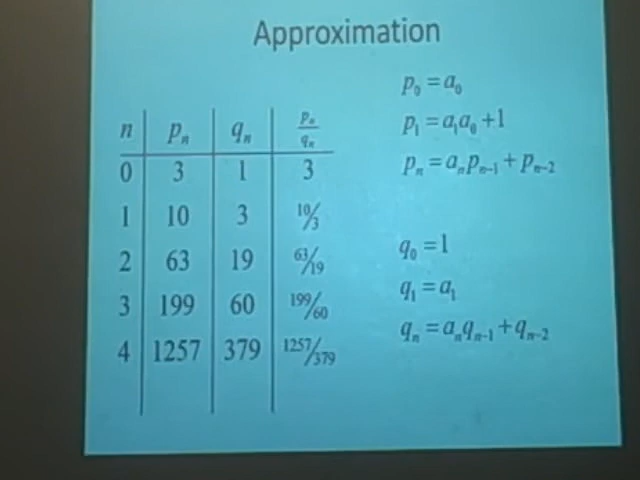 Approximation
n pₙ qₙ pₙ/qₙ
0 3 1 3
1 10 3 10/3
2 63 19 63/19
3 199 60 199/60
4 1257 379 1257/379
p₀ = a₀
p₁ = a₁a₀ + 1
pₙ = aₙpₙ₋₁ + pₙ₋₂
q₀ = 1
q₁ = a₁
qₙ = aₙqₙ₋₁ + qₙ₋₂